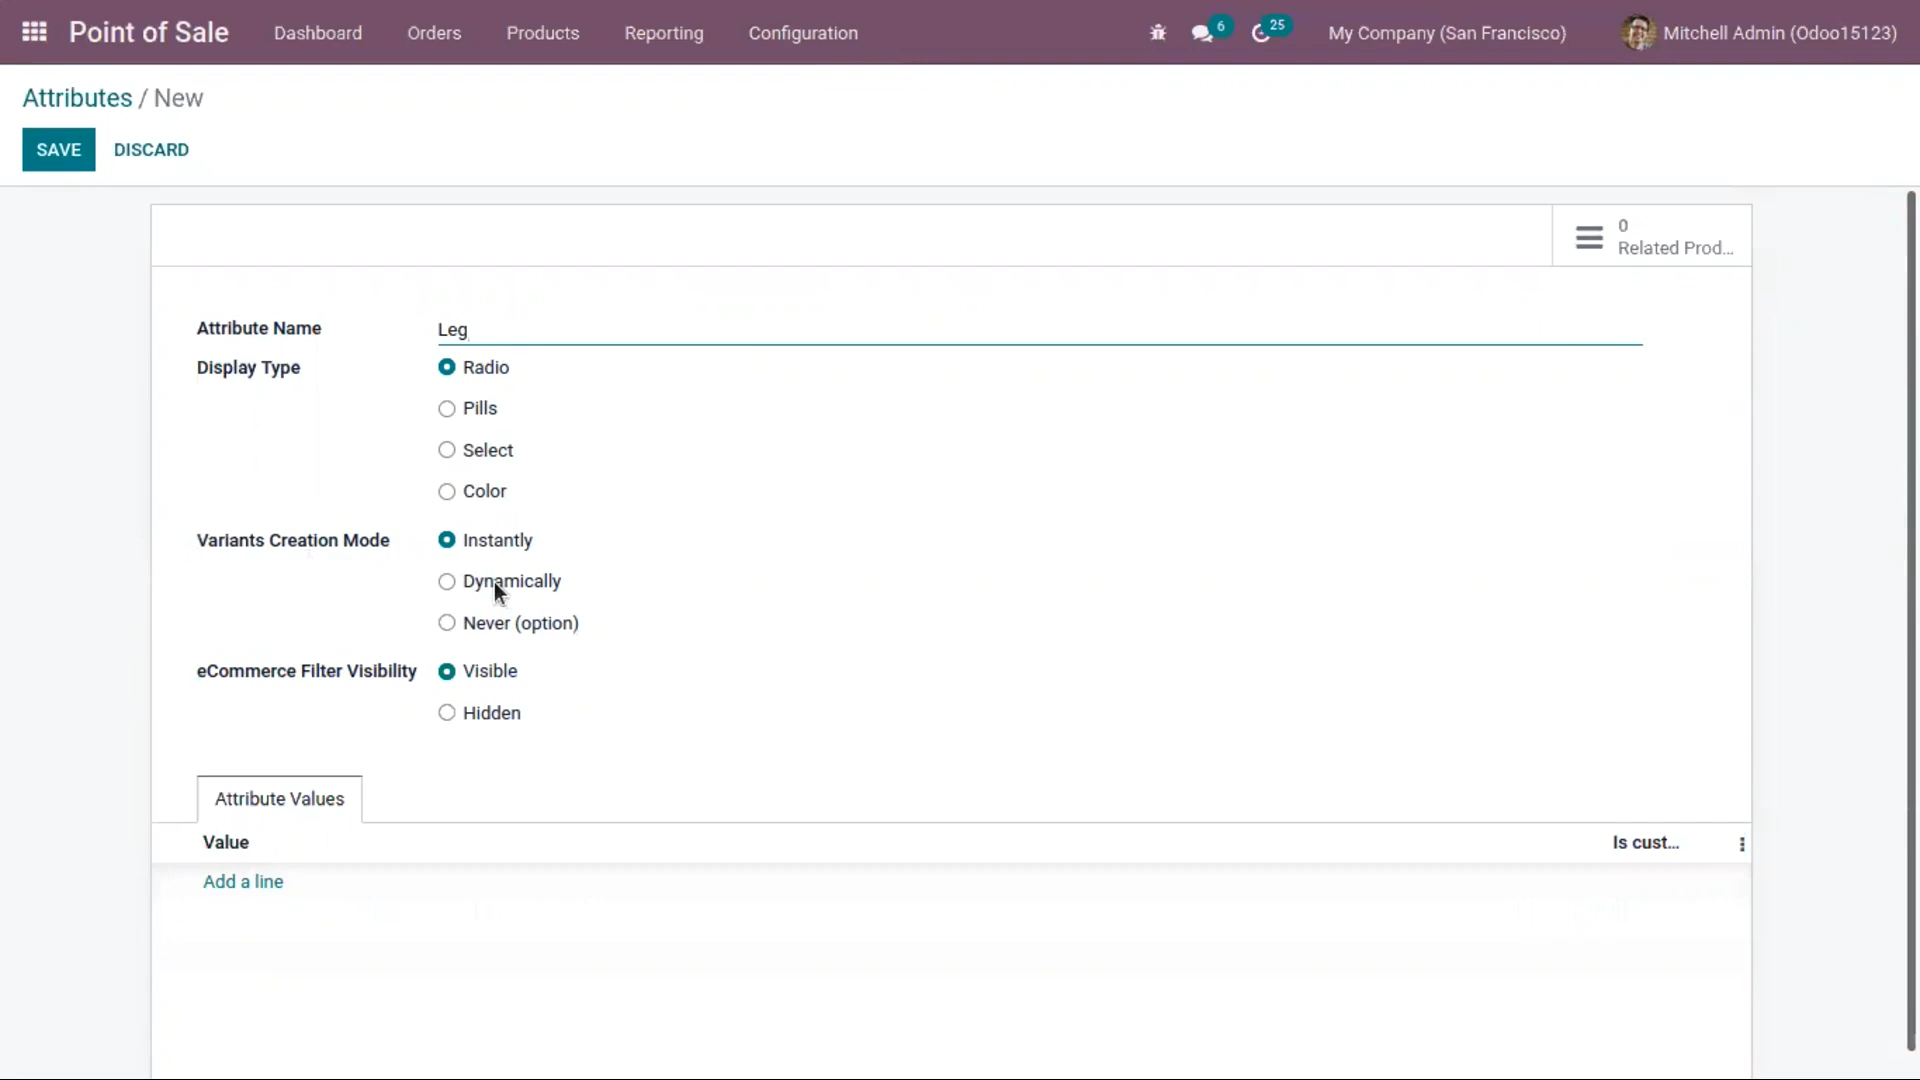 Point of Sale Dashboard Orders Products Reporting Configuration 6 25 My Company (San Francisco) Mitchell Admin (Odoo15123)
Attributes / New
SAVE DISCARD
0
Related Prod...
Attribute Name Leg
Display Type Radio
Pills
Select
Color
Variants Creation Mode Instantly
Dynamically
Never (option)
eCommerce Filter Visibility Visible
Hidden
Attribute Values
Value Is cust...
Add a line